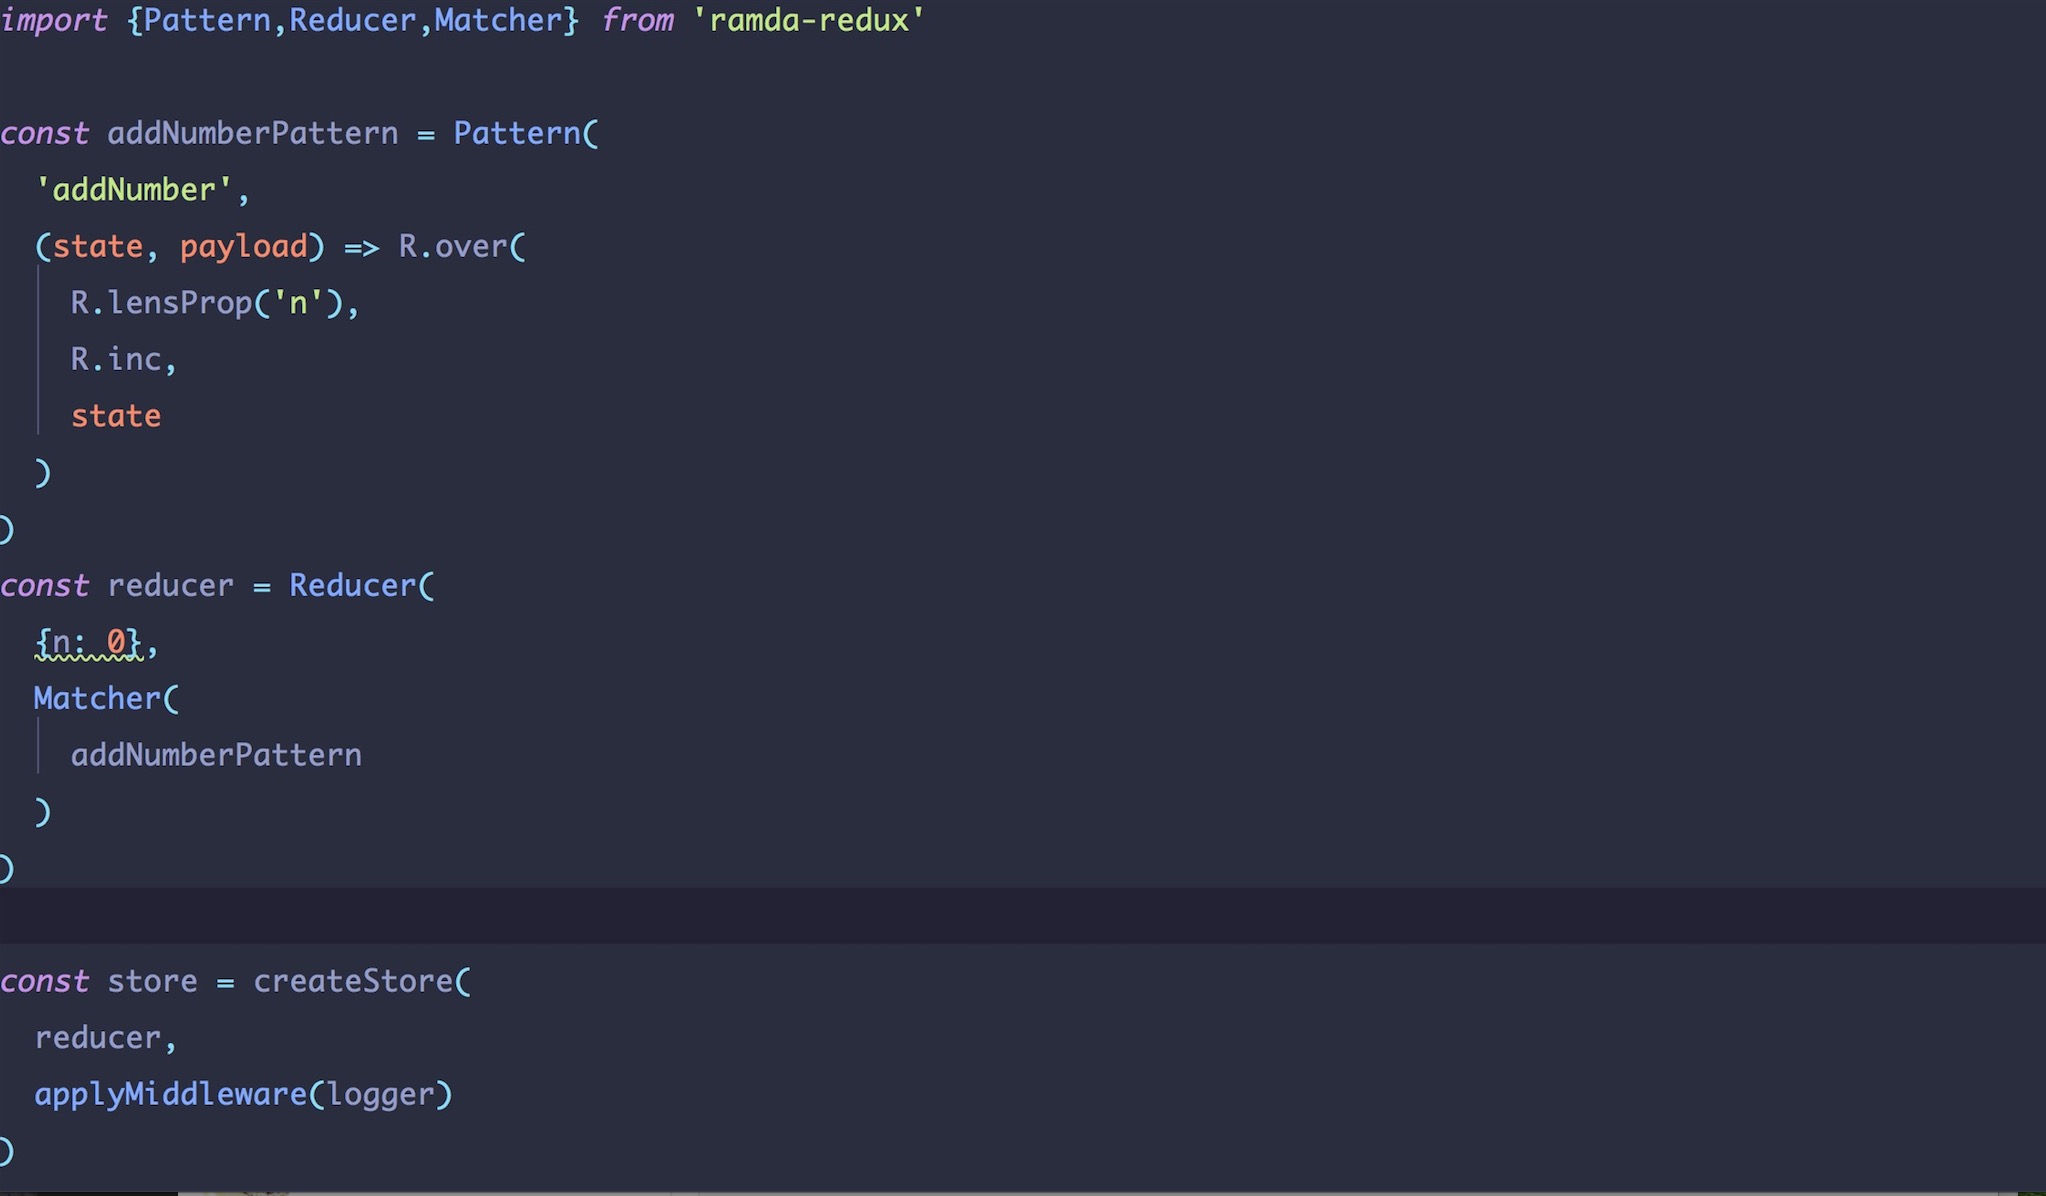 import {Pattern,Reducer,Matcher} from 'ramda-redux'
const addNumberPattern = Pattern(
'addNumber',
(state, payload) => R.over(
R.lensProp('n'),
R.inc,
state
)
)
const reducer = Reducer(
{n: 0},
Matcher(
addNumberPattern
)
)
const store = createStore(
reducer,
applyMiddleware(logger)
)